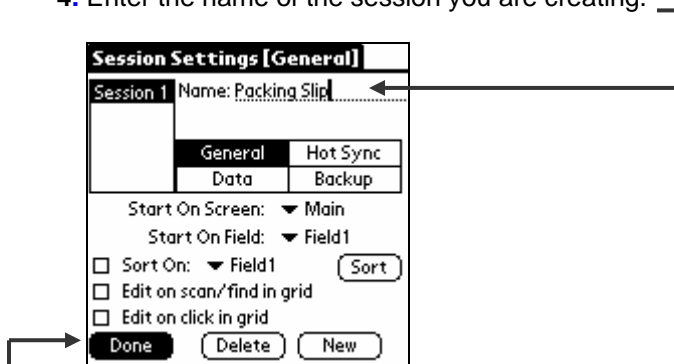 4. Enter the name of the session you are creating.
Session Settings [General]
Session 1 Name: Packing Slip
General Hot Sync
Data Backup
Start On Screen: Main
Start On Field: Field1
Sort On: Field1 Sort
Edit on scan/find in grid
Edit on click in grid
Done Delete New